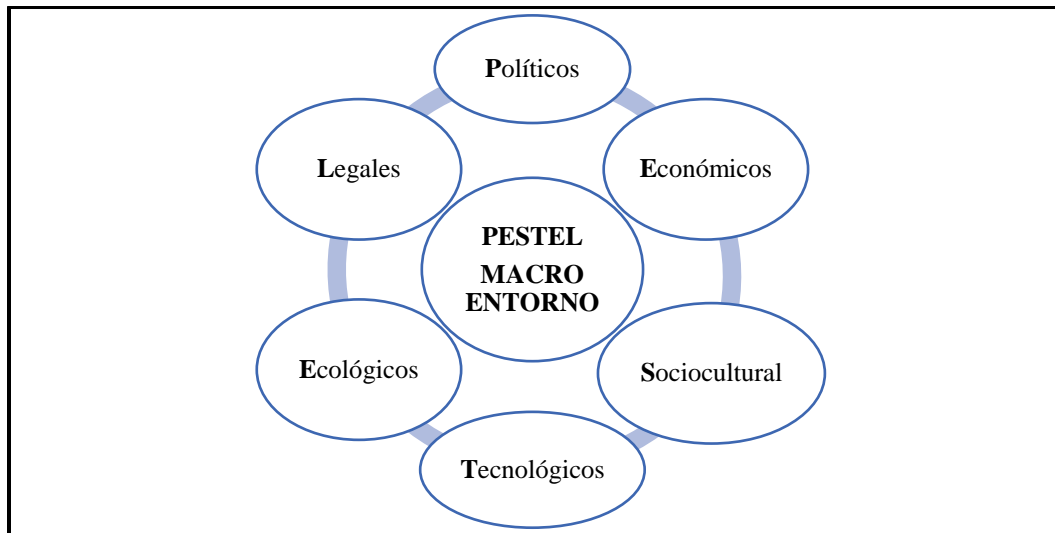 Políticos
Legales
Económicos
PESTEL
MACRO
ENTORNO
Ecológicos
Sociocultural
Tecnológicos